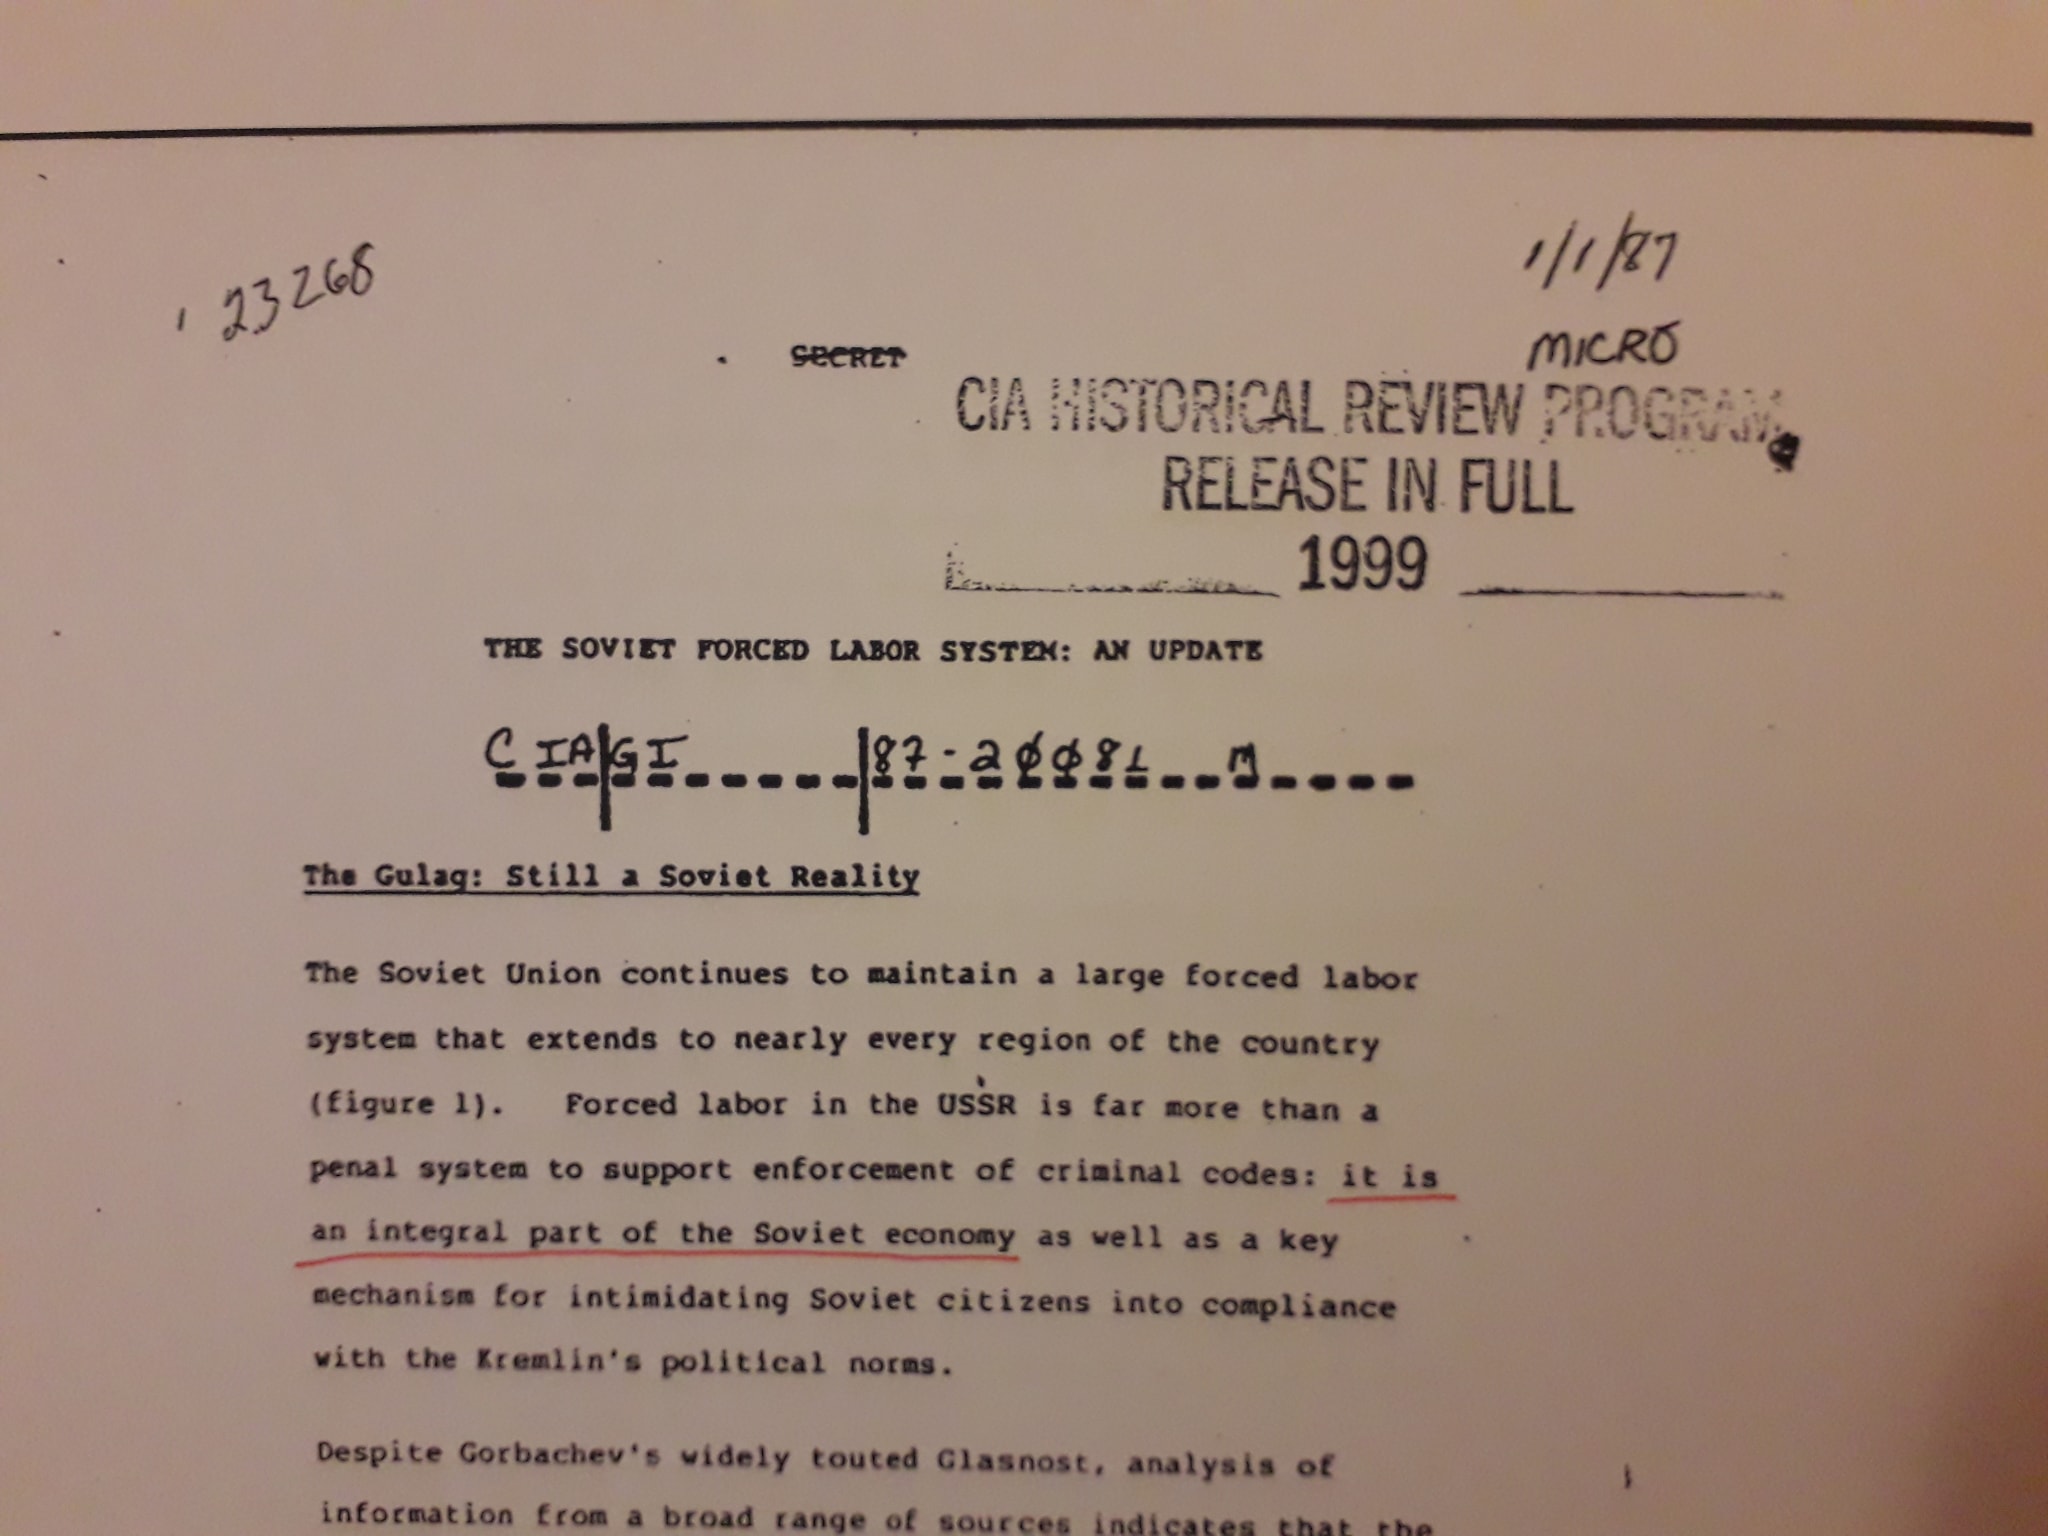 23268
1/1/87
MICRO
SECRET
CIA HISTORICAL REVIEW PROGRAM
RELEASE IN FULL
1999
THE SOVIET FORCED LABOR SYSTEM: AN UPDATE
CIA GI 87-20081 M
The Gulag: Still a Soviet Reality
The Soviet Union continues to maintain a large forced labor
system that extends to nearly every region of the country
(figure 1). Forced labor in the USSR is far more than a
penal system to support enforcement of criminal codes: it is
an integral part of the Soviet economy as well as a key
mechanism for intimidating Soviet citizens into compliance
with the Kremlin's political norms.
Despite Gorbachev's widely touted Glasnost, analysis of
information from a broad range of sources indicates that the